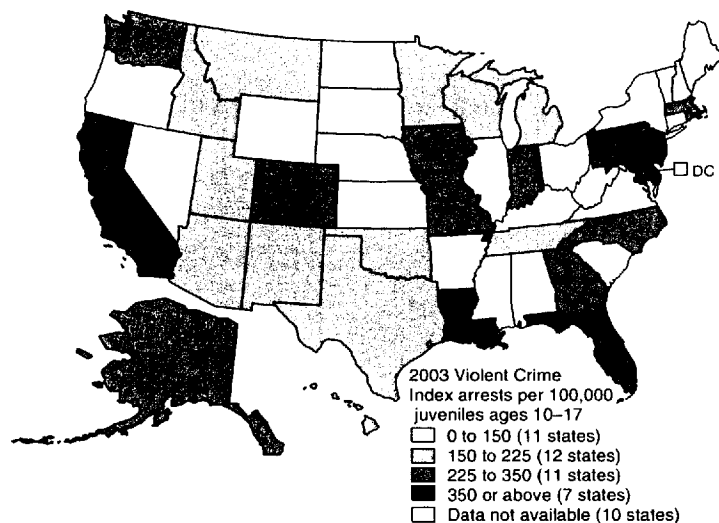 DC
2003 Violent Crime
Index arrests per 100,000
juveniles ages 10–17
0 to 150 (11 states)
150 to 225 (12 states)
225 to 350 (11 states)
350 or above (7 states)
Data not available (10 states)